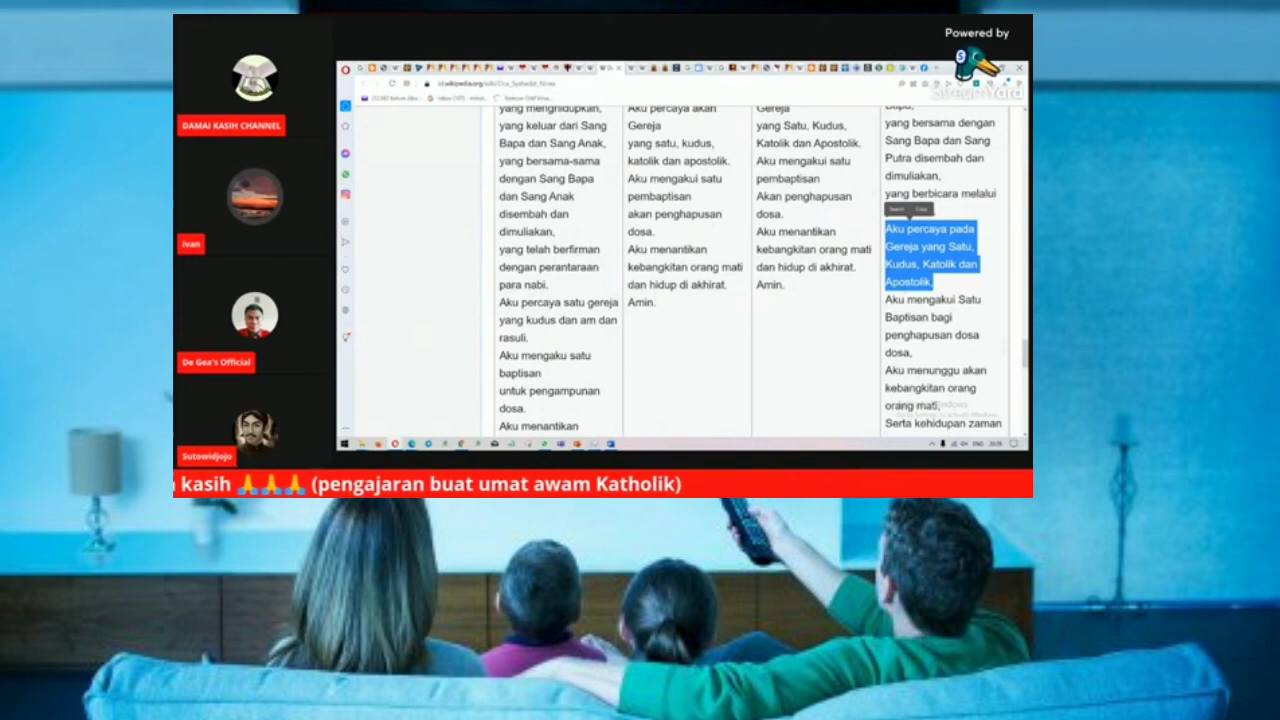 Powered by
StreamYard
DAMAI KASIH CHANNEL
Ivan
De Gea's Official
Sutowidjojo
yang menghidupkan,
yang keluar dari Sang
Bapa dan Sang Anak,
yang bersama-sama
dengan Sang Bapa
dan Sang Anak
disembah dan
dimuliakan,
yang telah berfirman
dengan perantaraan
para nabi.
Aku percaya satu gereja
yang kudus dan am dan
rasuli.
Aku mengaku satu
baptisan
untuk pengampunan
dosa.
Aku menantikan
Aku percaya akan
Gereja
yang satu, kudus,
katolik dan apostolik.
Aku mengakui satu
pembaptisan
akan penghapusan
dosa.
Aku menantikan
kebangkitan orang mati
dan hidup di akhirat.
Amin.
Gereja
yang Satu, Kudus,
Katolik dan Apostolik.
Aku mengakui satu
pembaptisan
Akan penghapusan
dosa.
Aku menantikan
kebangkitan orang mati
dan hidup di akhirat.
Amin.
Bapa,
yang bersama dengan
Sang Bapa dan Sang
Putra disembah dan
dimuliakan,
yang berbicara melalui
Search Copy
Aku percaya pada
Gereja yang Satu,
Kudus, Katolik dan
Apostolik,
Aku mengakui Satu
Baptisan bagi
penghapusan dosa
dosa,
Aku menunggu akan
kebangkitan orang
orang mati,
Serta kehidupan zaman
kasih 🙏🙏🙏 (pengajaran buat umat awam Katholik)